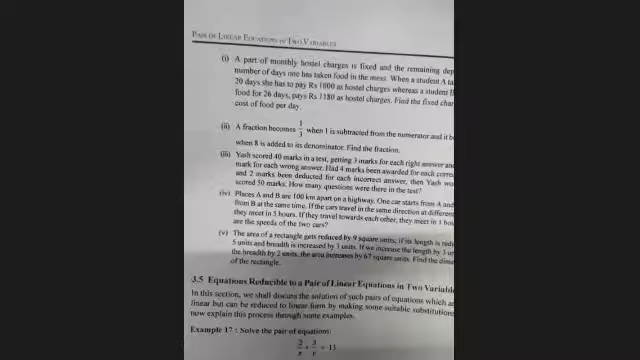 PAIR OF LINEAR EQUATIONS IN TWO VARIABLES
(i) A part of monthly hostel charges is fixed and the remaining dep
number of days one has taken food in the mess. When a student A ta
20 days she has to pay Rs 1000 as hostel charges whereas a student B
food for 26 days, pays Rs 1180 as hostel charges. Find the fixed char
cost of food per day.
(ii) A fraction becomes 1/3 when 1 is subtracted from the numerator and it b
when 8 is added to its denominator. Find the fraction.
(iii) Yash scored 40 marks in a test, getting 3 marks for each right answer and
mark for each wrong answer. Had 4 marks been awarded for each corre
and 2 marks been deducted for each incorrect answer, then Yash wo
scored 50 marks. How many questions were there in the test?
(iv) Places A and B are 100 km apart on a highway. One car starts from A and
from B at the same time. If the cars travel in the same direction at different
they meet in 5 hours. If they travel towards each other, they meet in 1 hou
are the speeds of the two cars?
(v) The area of a rectangle gets reduced by 9 square units, if its length is redu
5 units and breadth is increased by 3 units. If we increase the length by 3 un
the breadth by 2 units, the area increases by 67 square units. Find the dime
of the rectangle.
3.5 Equations Reducible to a Pair of Linear Equations in Two Variable
In this section, we shall discuss the solution of such pairs of equations which a
linear but can be reduced to linear form by making some suitable substitutions
now explain this process through some examples.
Example 17 : Solve the pair of equations:
2/x + 3/y = 13